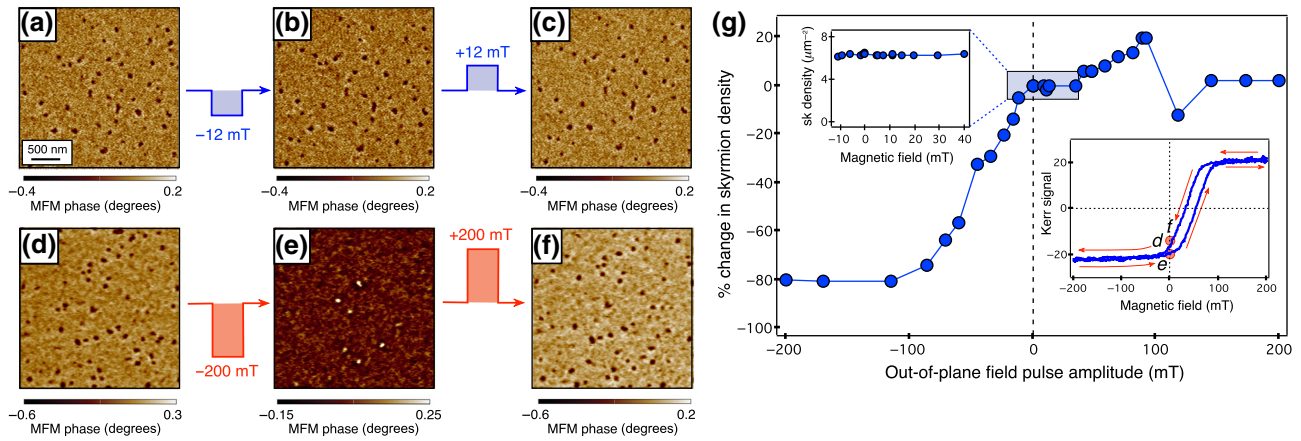 (a)
(b)
(c)
−12 mT
+12 mT
500 nm
−0.4 0.2
MFM phase (degrees)
−0.4 0.2
MFM phase (degrees)
−0.4 0.2
MFM phase (degrees)
(d)
(e)
(f)
−200 mT
+200 mT
−0.6 0.3
MFM phase (degrees)
−0.15 0.25
MFM phase (degrees)
−0.6 0.2
MFM phase (degrees)
(g)
% change in skyrmion density
20
0
−20
−40
−60
−80
−100
−200 −100 0 100 200
Out-of-plane field pulse amplitude (mT)
sk density (μm⁻²)
8
4
0
−10 0 10 20 30 40
Magnetic field (mT)
Kerr signal
20
0
−20
d
f
e
−200 −100 0 100 200
Magnetic field (mT)